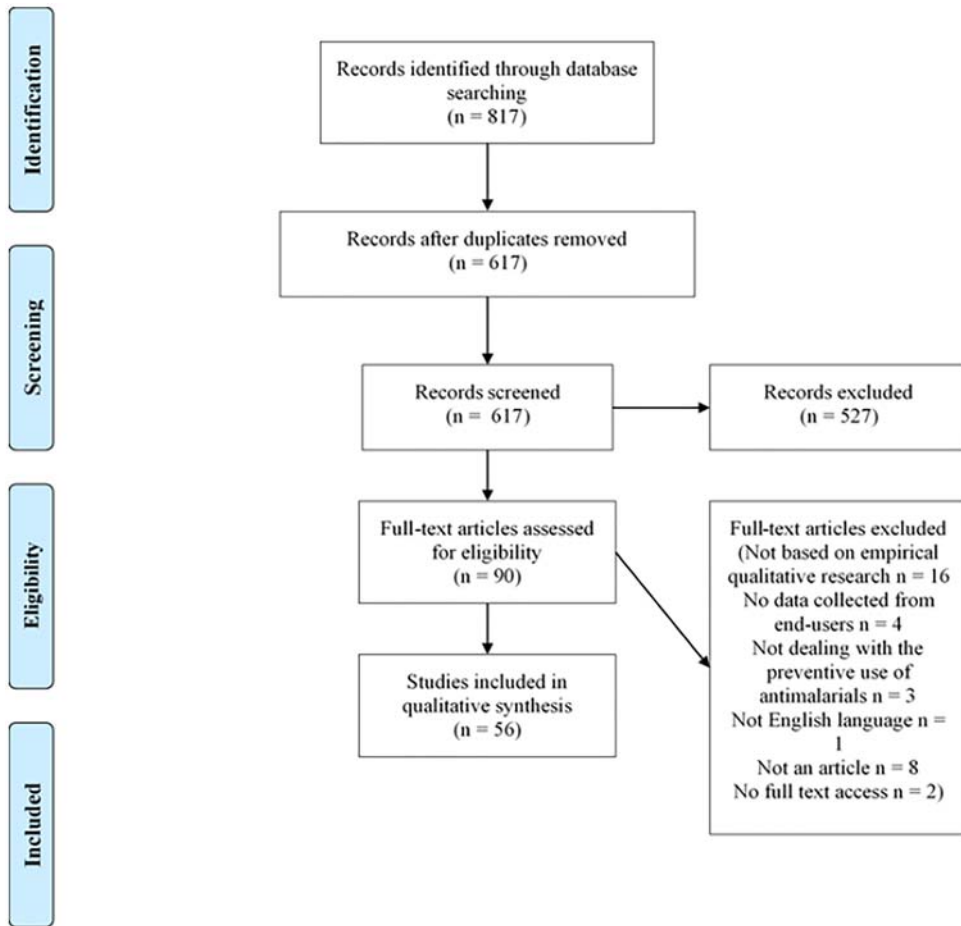 Identification
Records identified through database
searching
(n = 817)
Records after duplicates removed
(n = 617)
Screening
Records screened
(n = 617)
Records excluded
(n = 527)
Eligibility
Full-text articles assessed
for eligibility
(n = 90)
Full-text articles excluded
(Not based on empirical
qualitative research n = 16
No data collected from
end-users n = 4
Not dealing with the
preventive use of
antimalarials n = 3
Not English language n =
1
Not an article n = 8
No full text access n = 2)
Studies included in
qualitative synthesis
(n = 56)
Included